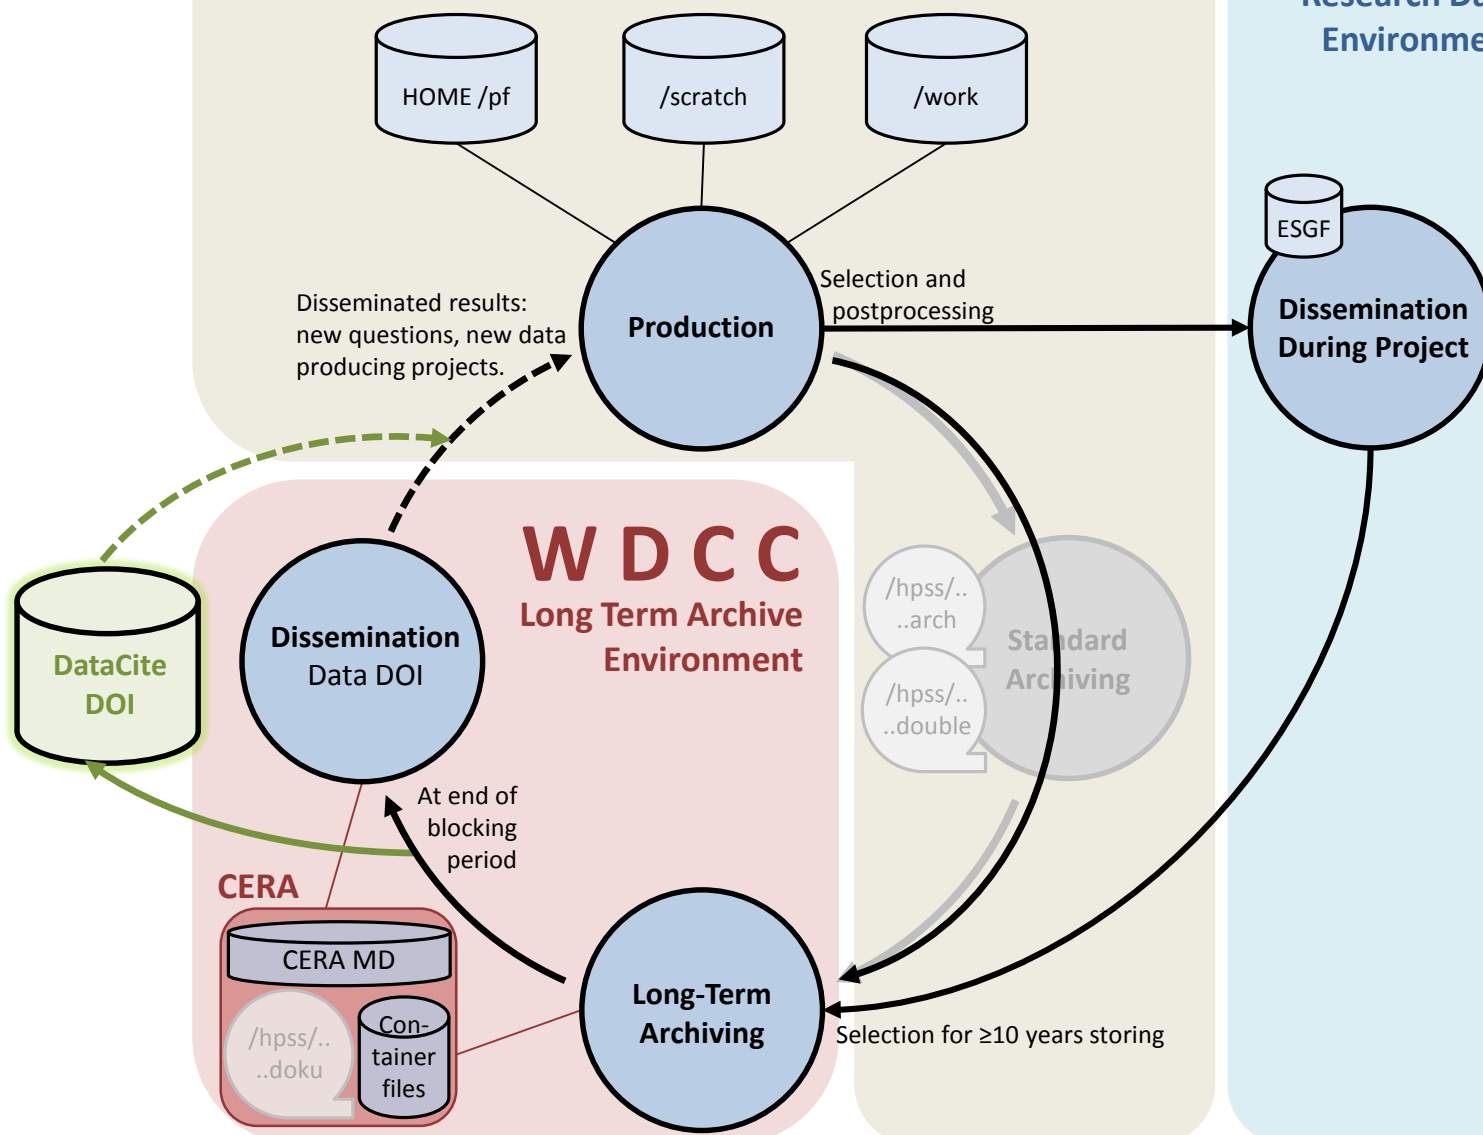 Environme
HOME /pf
/scratch
/work
ESGF
Selection and
postprocessing
Disseminated results:
new questions, new data
producing projects.
Production
Dissemination
During Project
W D C C
Long Term Archive
Environment
/hpss/..
..arch
Standard
Archiving
/hpss/..
..double
Dissemination
Data DOI
DataCite
DOI
At end of
blocking
period
CERA
CERA MD
/hpss/..
..doku
Con-
tainer
files
Long-Term
Archiving
Selection for ≥10 years storing